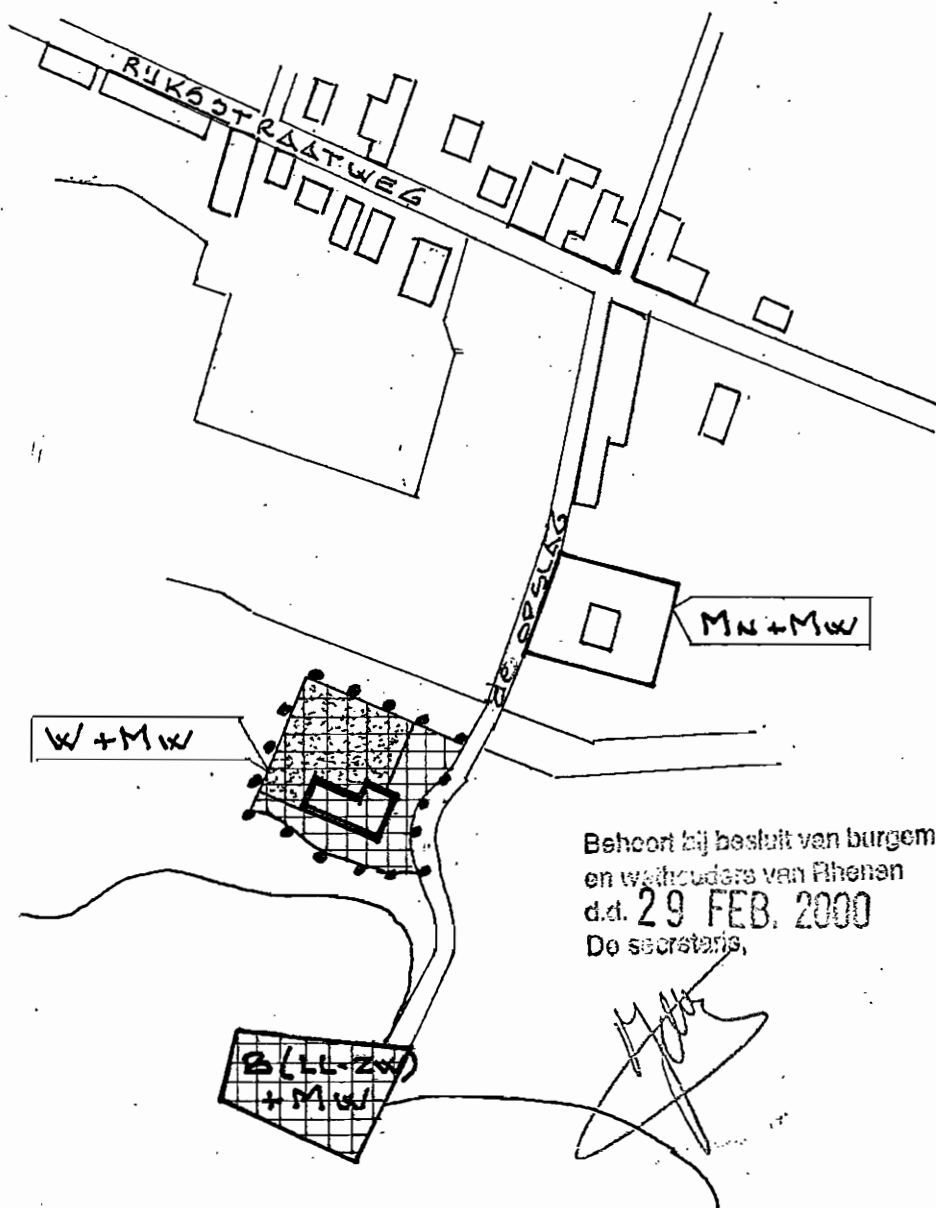 RIJKSSTRAATWEG
DE OPSLAG
MN + MW
W + MW
Behoort bij besluit van burgem
en wethouders van Rhenen
d.d. 29 FEB. 2000
De secretaris,
B (LL-ZW)
+ MW